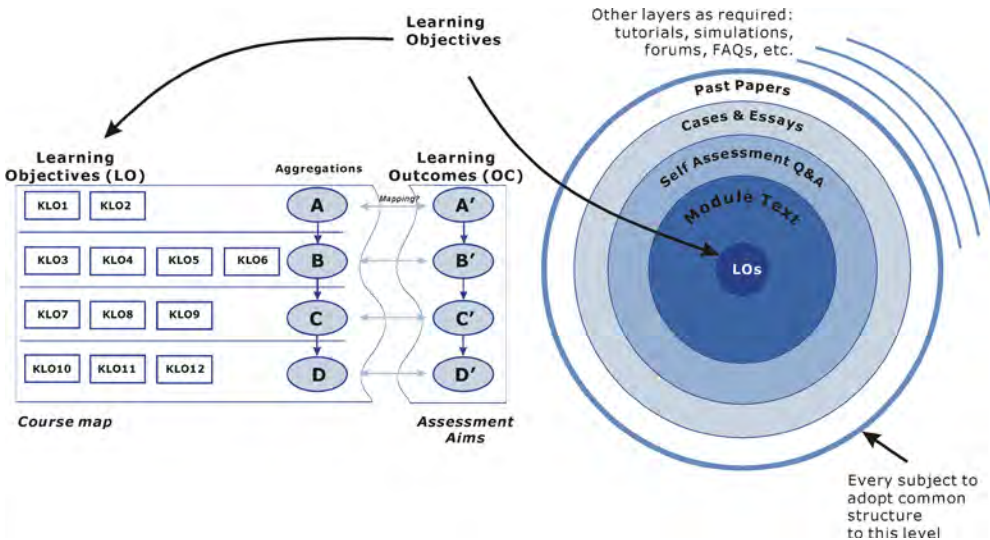 Learning
Objectives
Other layers as required:
tutorials, simulations,
forums, FAQs, etc.
Learning
Objectives (LO)
Aggregations
Learning
Outcomes (OC)
KLO1 KLO2 A Mapping? A'
KLO3 KLO4 KLO5 KLO6 B B'
KLO7 KLO8 KLO9 C C'
KLO10 KLO11 KLO12 D D'
Course map
Assessment
Aims
Past Papers
Cases & Essays
Self Assessment Q&A
Module Text
LOs
Every subject to
adopt common
structure
to this level